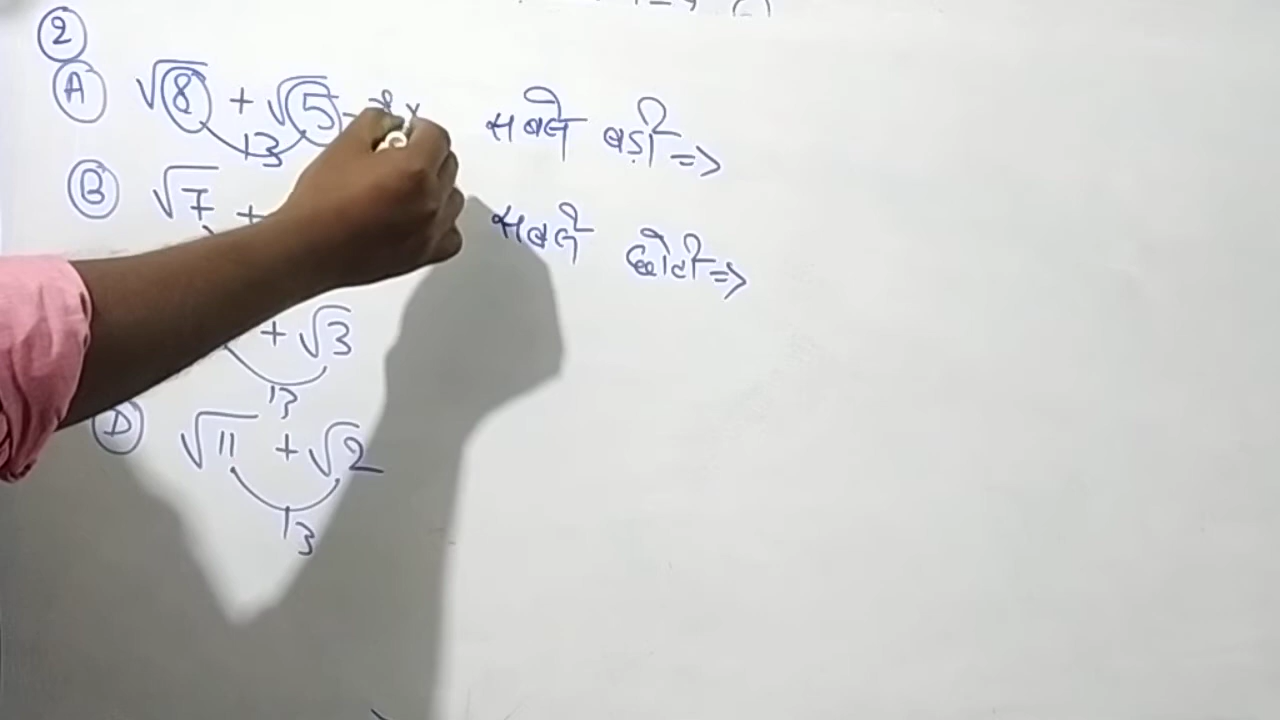 2
A √8 + √5 -
13
सबसे बड़ी =>
B √7 +
सबसे छोटी =>
+ √3
13
D √11 + √2
13